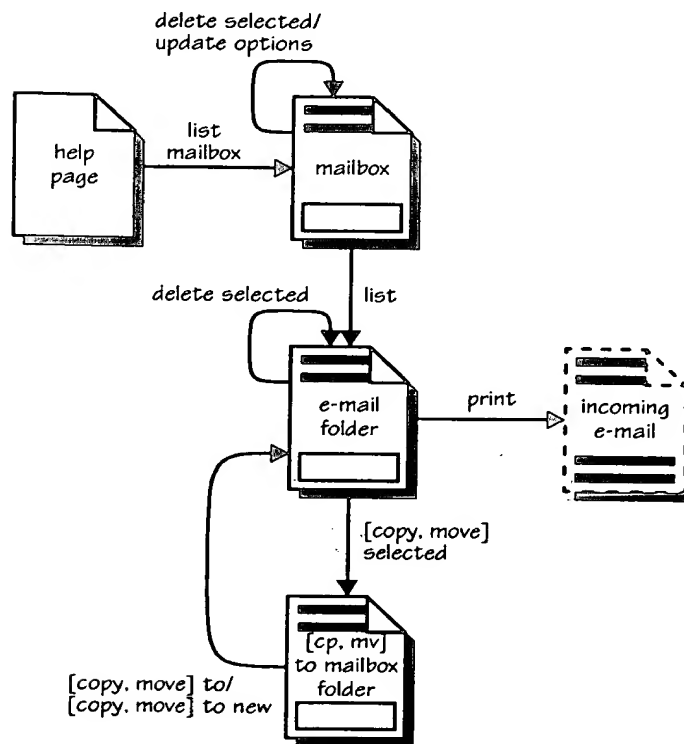 delete selected/
update options
help
page
list
mailbox
mailbox
delete selected
list
e-mail
folder
print
incoming
e-mail
[copy, move]
selected
[cp, mv]
to mailbox
folder
[copy, move] to/
[copy, move] to new